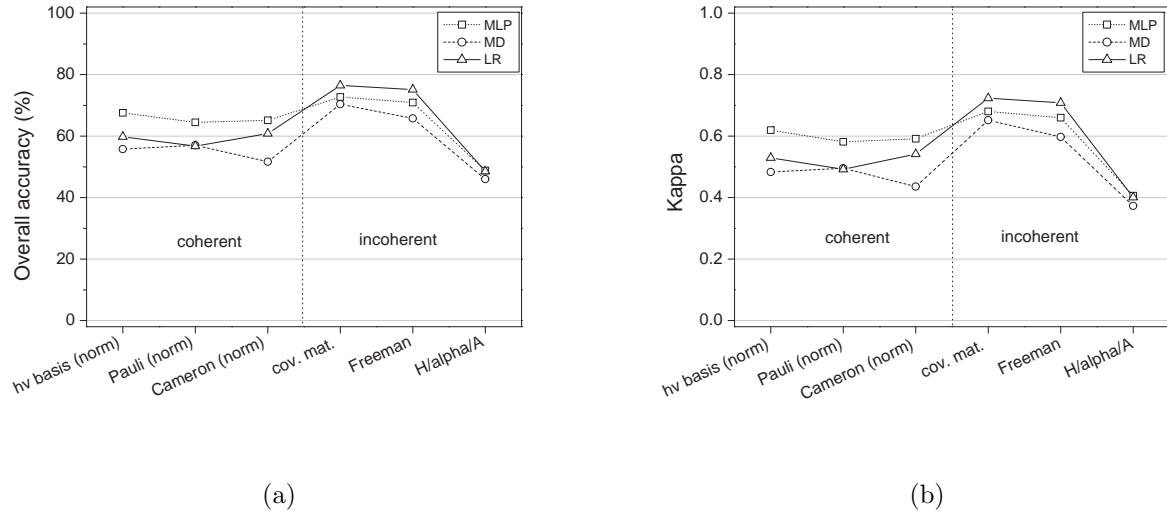 100
80
60
40
20
0
Overall accuracy (%)
MLP
MD
LR
coherent
incoherent
hv basis (norm)
Pauli (norm)
Cameron (norm)
cov. mat.
Freeman
H/alpha/A
(a)
1.0
0.8
0.6
0.4
0.2
0.0
Kappa
MLP
MD
LR
coherent
incoherent
hv basis (norm)
Pauli (norm)
Cameron (norm)
cov. mat.
Freeman
H/alpha/A
(b)